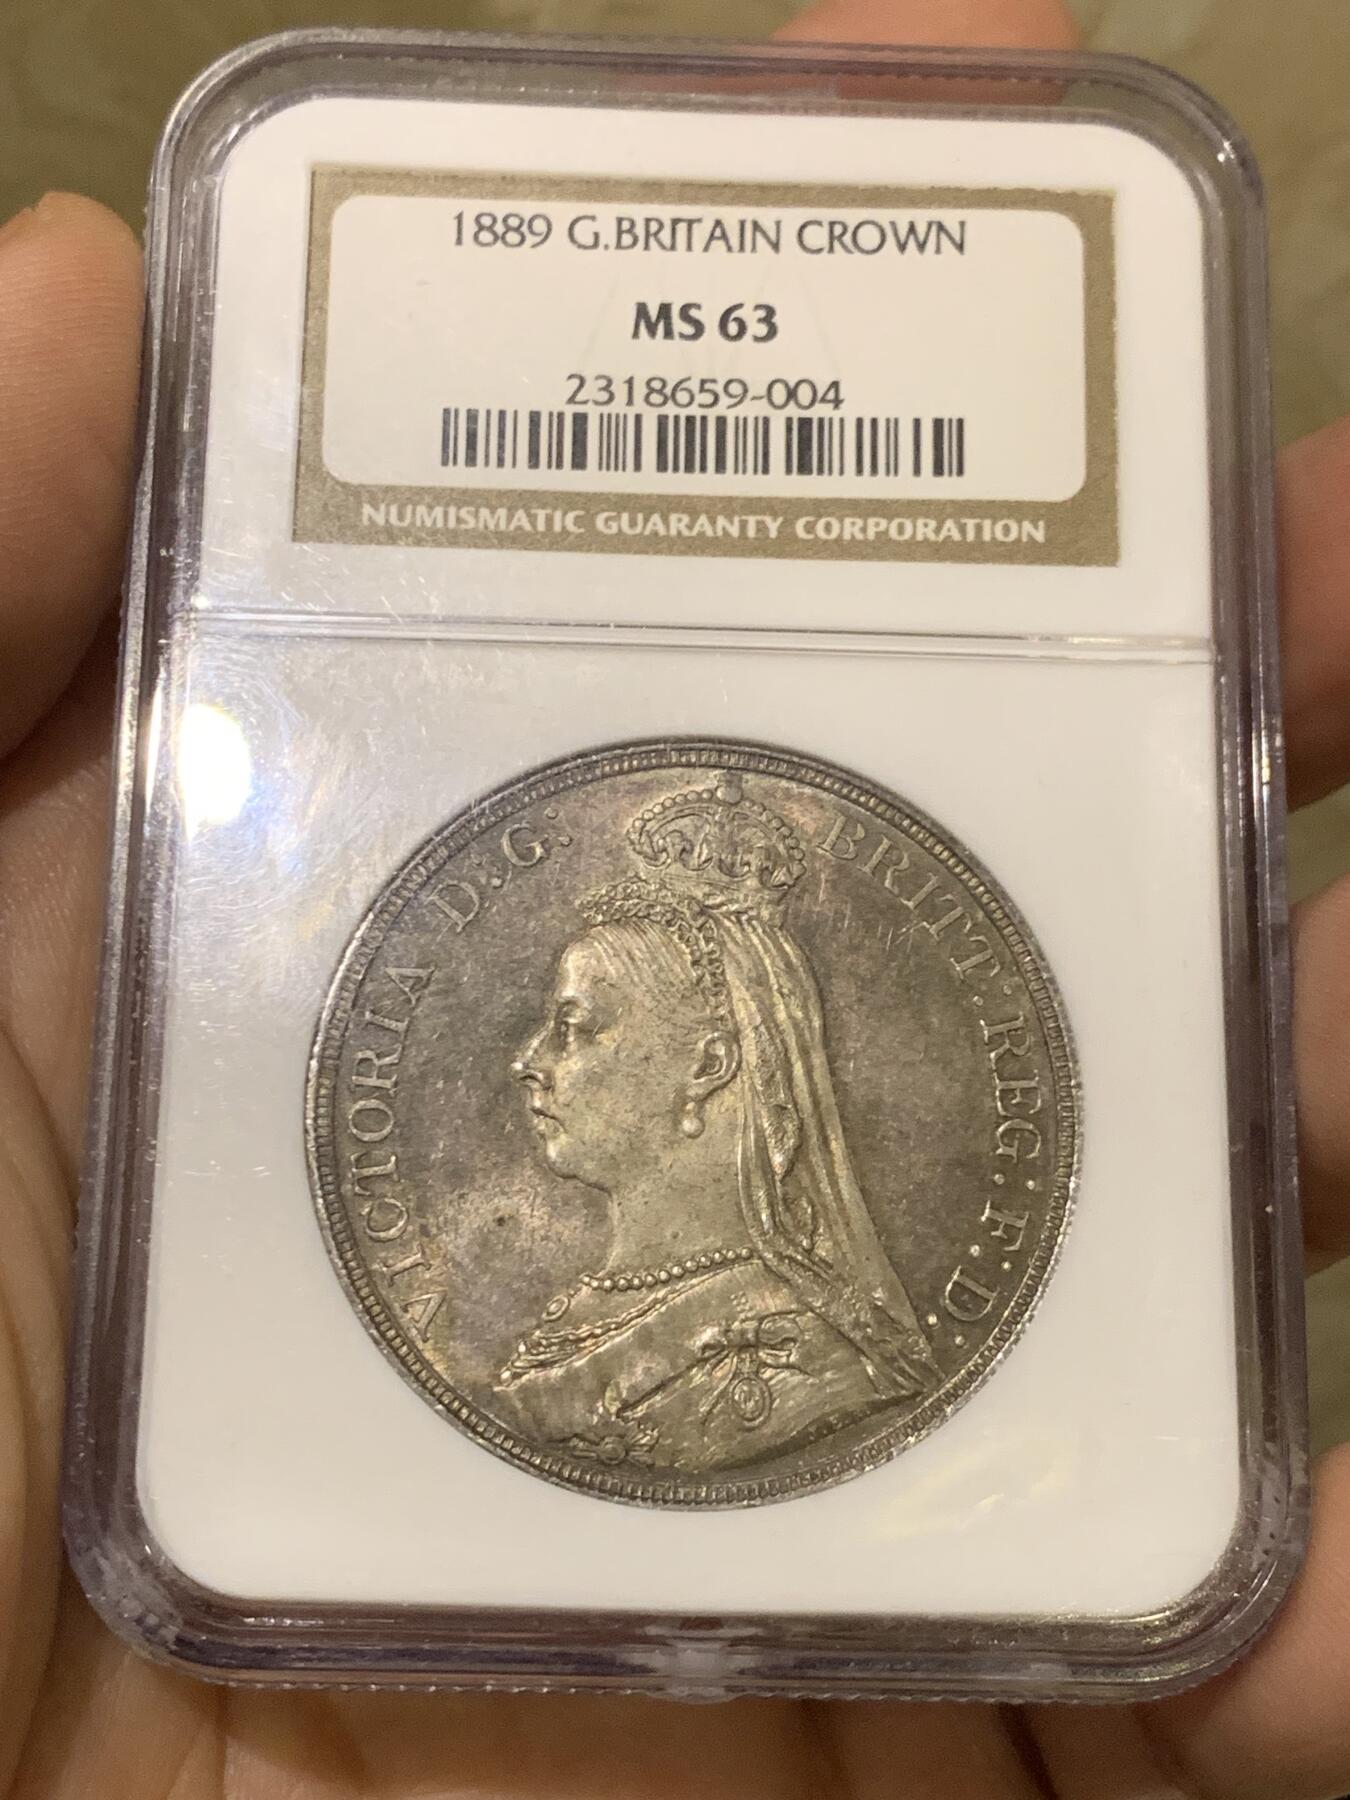 1889 G.BRITAIN CROWN
MS 63
2318659-004
NUMISMATIC GUARANTY CORPORATION
VICTORIA D:G: BRITT:REG:F:D: